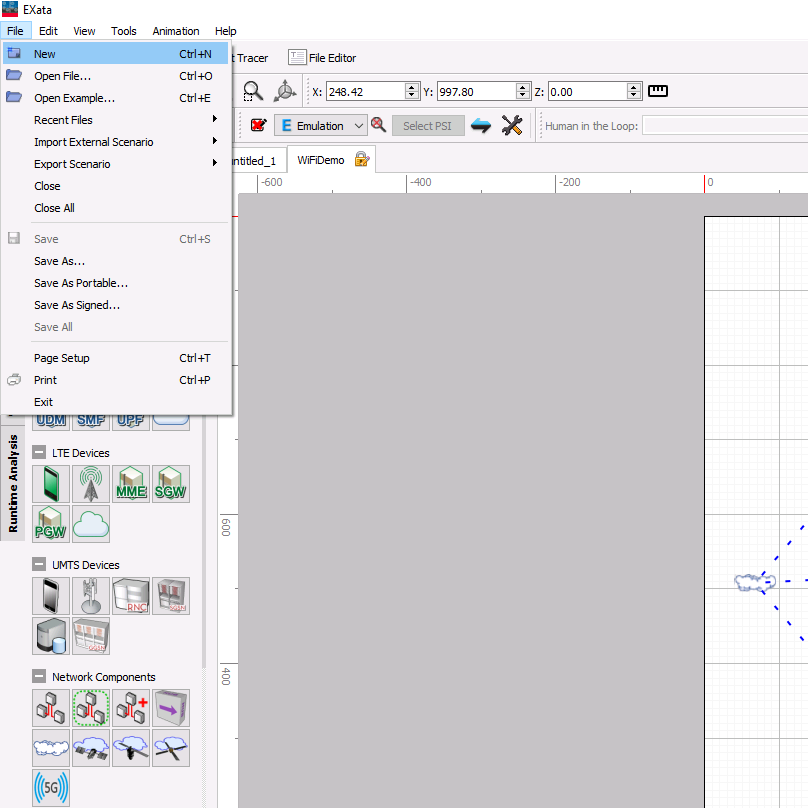 EXata
File Edit View Tools Animation Help
New Ctrl+N
Tracer
File Editor
Open File... Ctrl+O
Open Example... Ctrl+E
X: 248.42 Y: 997.80 Z: 0.00
Recent Files
E Emulation Select PSI Human in the Loop:
Import External Scenario
Export Scenario
untitled_1 WiFiDemo
Close
-600 -400 -200 0
Close All
Save Ctrl+S
Save As...
Save As Portable...
Save As Signed...
Save All
Page Setup Ctrl+T
Print Ctrl+P
Exit
UDM SMF UPF
Runtime Analysis
LTE Devices
MME SGW
PGW
600
UMTS Devices
RNC
SGSN
GGSN
400
Network Components
5G